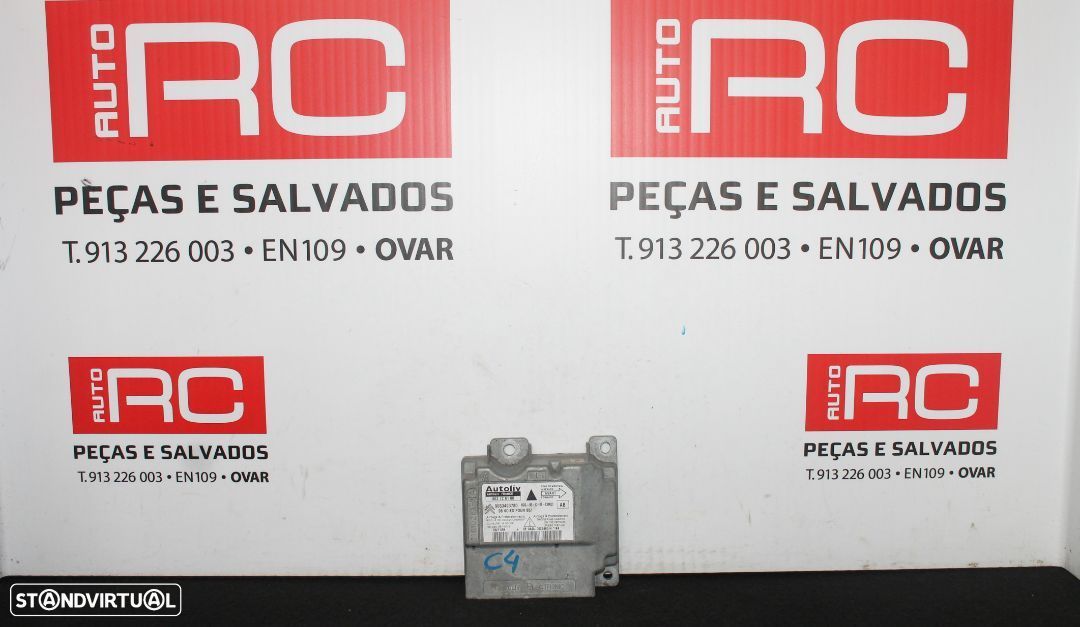 AUTO RC
PEÇAS E SALVADOS
T. 913 226 003 • EN109 • OVAR
AUTO RC
PEÇAS E SALVADOS
T. 913 226 003 • EN109 • OVAR
AUTO RC
PEÇAS E SALVADOS
T. 913 226 003 • EN109 • OVAR
AUTO RC
PEÇAS E SALVADOS
T. 913 226 003 • EN109 • OVAR
Autoliv
AB
C4
STANDVIRTUAL